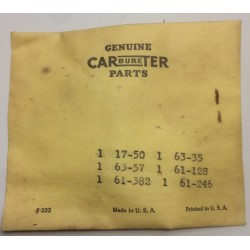 GENUINE
CARBURETER
PARTS
1 17-50 1 63-35
1 63-57 1 61-128
1 61-382 1 61-246
Made in U. S. A.
Printed in U. S. A.